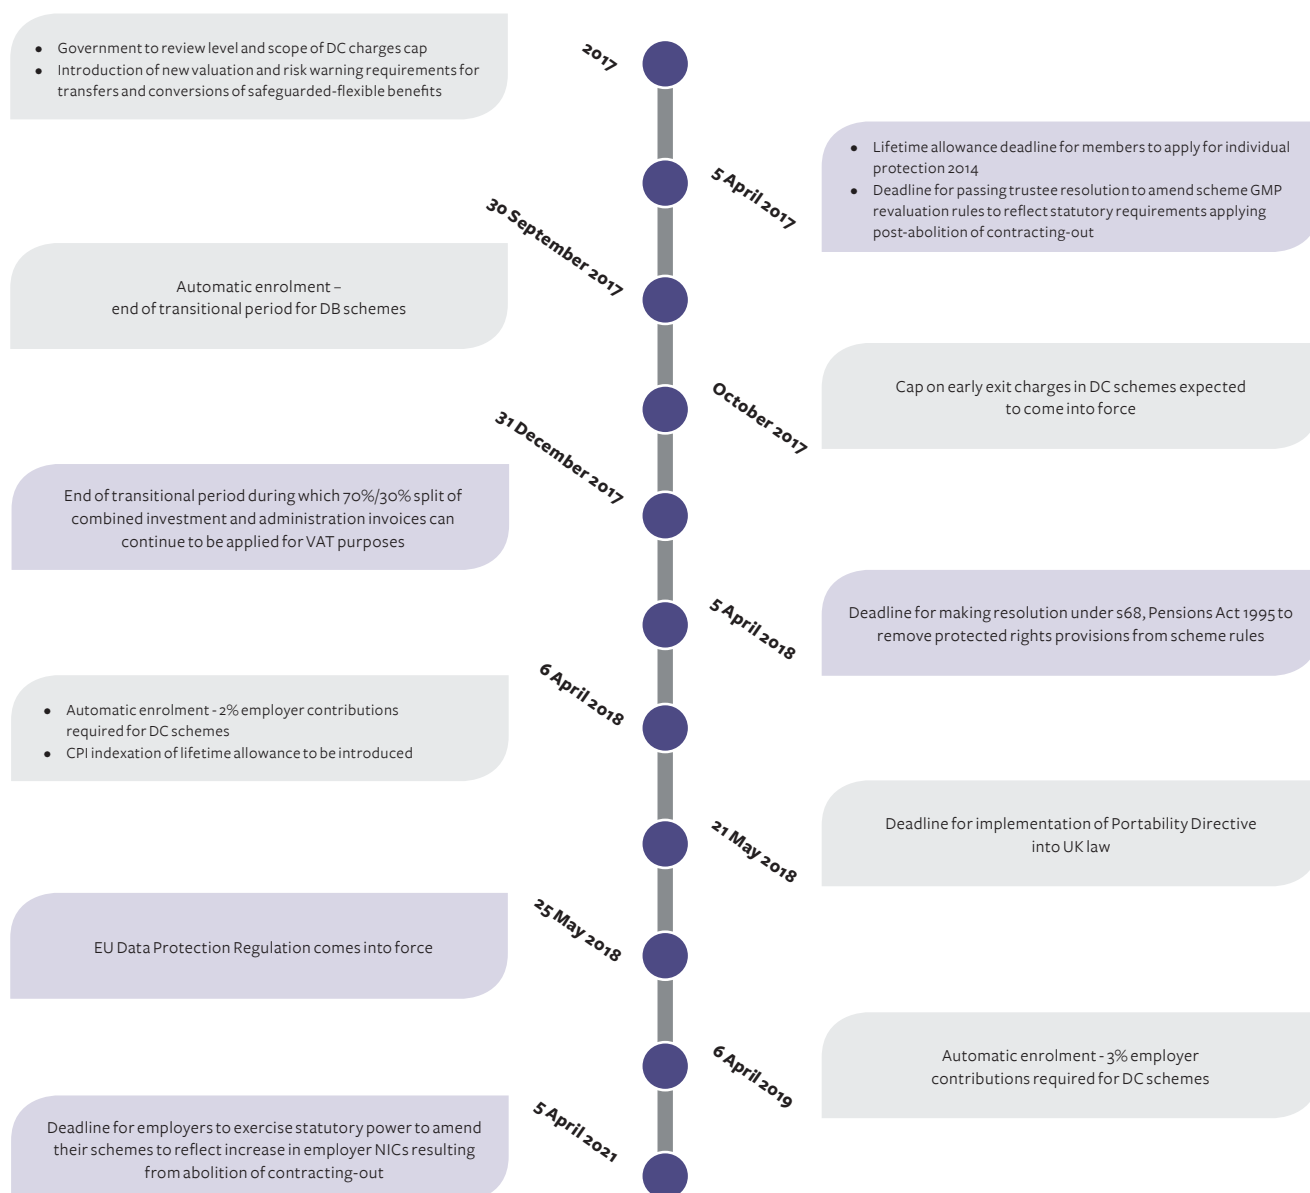 2017
● Government to review level and scope of DC charges cap
● Introduction of new valuation and risk warning requirements for
transfers and conversions of safeguarded-flexible benefits
5 April 2017
● Lifetime allowance deadline for members to apply for individual
protection 2014
● Deadline for passing trustee resolution to amend scheme GMP
revaluation rules to reflect statutory requirements applying
post-abolition of contracting-out
30 September 2017
Automatic enrolment –
end of transitional period for DB schemes
October 2017
Cap on early exit charges in DC schemes expected
to come into force
31 December 2017
End of transitional period during which 70%/30% split of
combined investment and administration invoices can
continue to be applied for VAT purposes
5 April 2018
Deadline for making resolution under s68, Pensions Act 1995 to
remove protected rights provisions from scheme rules
6 April 2018
● Automatic enrolment - 2% employer contributions
required for DC schemes
● CPI indexation of lifetime allowance to be introduced
21 May 2018
Deadline for implementation of Portability Directive
into UK law
25 May 2018
EU Data Protection Regulation comes into force
6 April 2019
Automatic enrolment - 3% employer
contributions required for DC schemes
5 April 2021
Deadline for employers to exercise statutory power to amend
their schemes to reflect increase in employer NICs resulting
from abolition of contracting-out